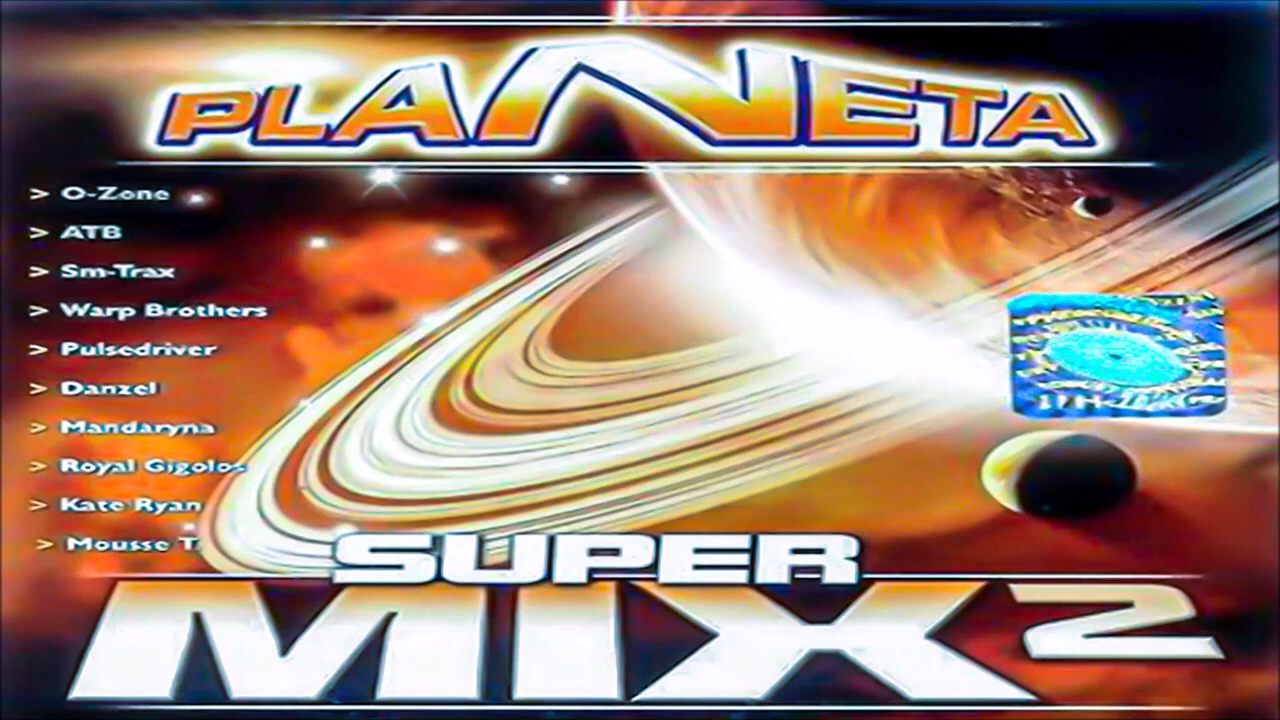 PLANETA
> O-Zone
> ATB
> Sm-Trax
> Warp Brothers
> Pulsedriver
> Danzel
> Mandaryna
> Royal Gigolos
> Kate Ryan
> Mousse T.
SUPER
MIX 2